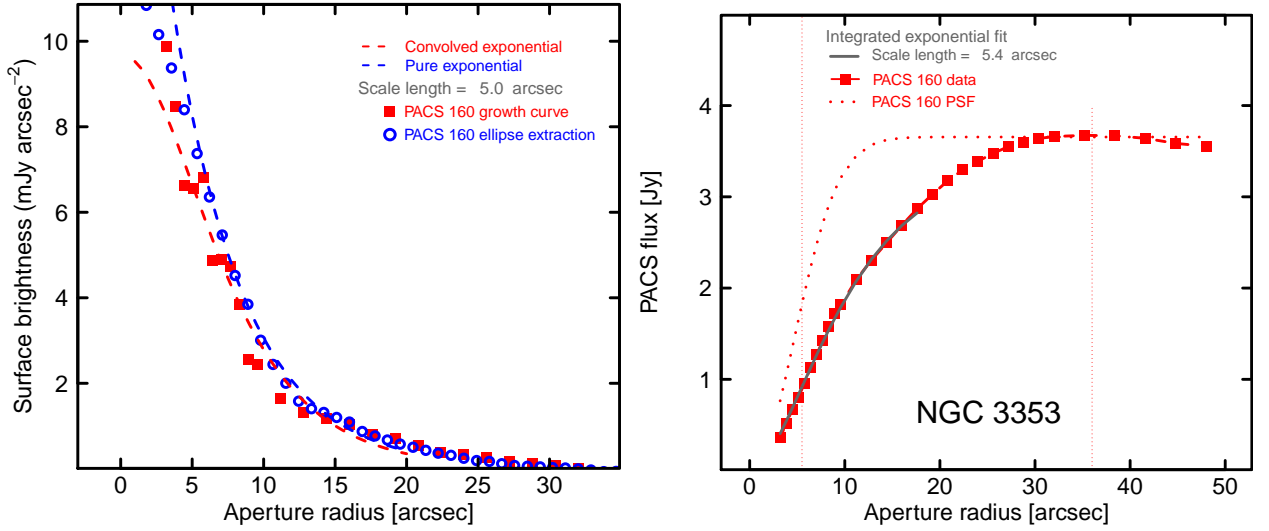 Surface brightness (mJy arcsec−2)
10
8
6
4
2
Convolved exponential
Pure exponential
Scale length = 5.0 arcsec
PACS 160 growth curve
PACS 160 ellipse extraction
0 5 10 15 20 25 30
Aperture radius [arcsec]
PACS flux [Jy]
4
3
2
1
Integrated exponential fit
Scale length = 5.4 arcsec
PACS 160 data
PACS 160 PSF
NGC 3353
0 10 20 30 40 50
Aperture radius [arcsec]